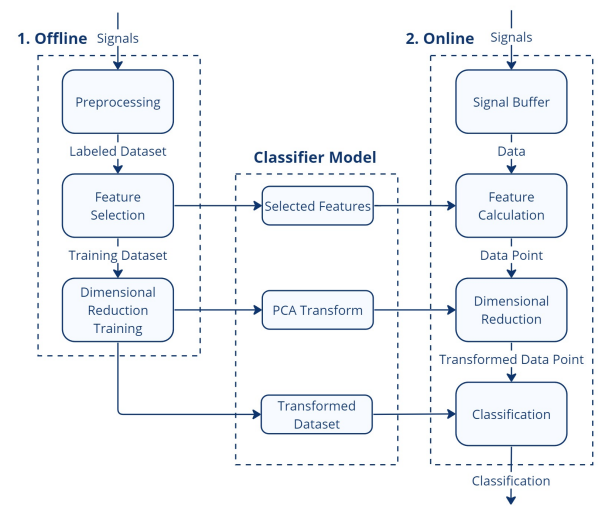 1. Offline
Signals
Preprocessing
Labeled Dataset
Feature
Selection
Training Dataset
Dimensional
Reduction
Training
Classifier Model
Selected Features
PCA Transform
Transformed
Dataset
2. Online
Signals
Signal Buffer
Data
Feature
Calculation
Data Point
Dimensional
Reduction
Transformed Data Point
Classification
Classification